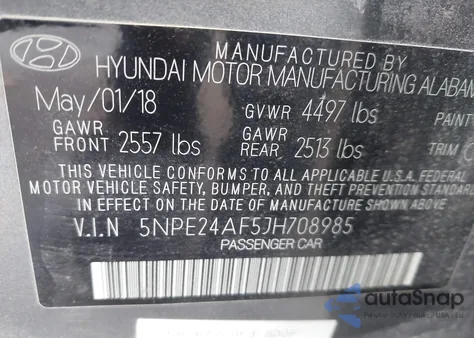 MANUFACTURED BY
HYUNDAI MOTOR MANUFACTURING ALABAM
May/01/18 GVWR 4497 lbs PAINT
GAWR FRONT 2557 lbs GAWR REAR 2513 lbs TRIM C
THIS VEHICLE CONFORMS TO ALL APPLICABLE U.S.A. FEDERAL
MOTOR VEHICLE SAFETY, BUMPER, AND THEFT PREVENTION STANDAR
IN EFFECT ON THE DATE OF MANUFACTURE SHOWN ABOVE.
V.I.N 5NPE24AF5JH708985
PASSENGER CAR
autoSnap